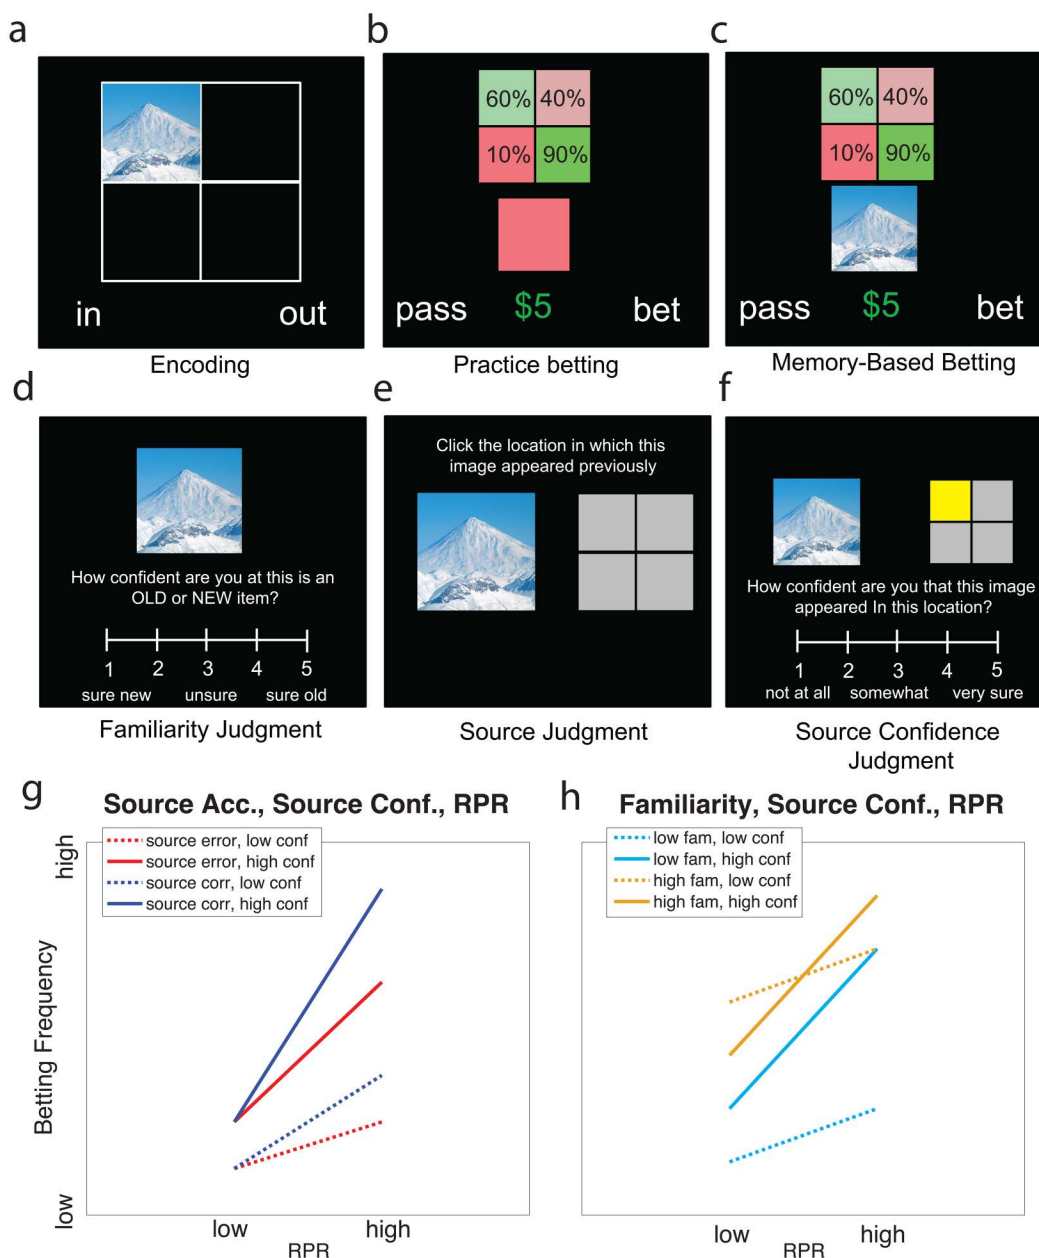 a
in
out
Encoding
b
60% 40%
10% 90%
pass $5 bet
Practice betting
c
60% 40%
10% 90%
pass $5 bet
Memory-Based Betting
d
How confident are you at this is an
OLD or NEW item?
1 2 3 4 5
sure new unsure sure old
Familiarity Judgment
e
Click the location in which this
image appeared previously
Source Judgment
f
How confident are you that this image
appeared In this location?
1 2 3 4 5
not at all somewhat very sure
Source Confidence
Judgment
g
Source Acc., Source Conf., RPR
source error, low conf
source error, high conf
source corr, low conf
source corr, high conf
high
Betting Frequency
low
low high
RPR
h
Familiarity, Source Conf., RPR
low fam, low conf
low fam, high conf
high fam, low conf
high fam, high conf
low high
RPR